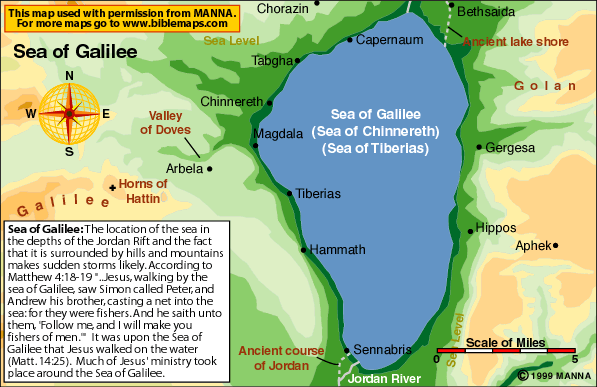 This map used with permission from MANNA.
For more maps go to www.biblemaps.com
Sea of Galilee
N
W
E
S
Chorazin
Bethsaida
Sea Level
Capernaum
Ancient lake shore
Tabgha
Golan
Chinnereth
Sea of Galilee
(Sea of Chinnereth)
(Sea of Tiberias)
Valley
of Doves
Magdala
Gergesa
Arbela
Horns of
Hattin
Galilee
Tiberias
Hippos
Aphek
Hammath
Sea of Galilee: The location of the sea in
the depths of the Jordan Rift and the fact
that it is surrounded by hills and mountains
makes sudden storms likely. According to
Matthew 4:18-19 "..Jesus, walking by the
sea of Galilee, saw Simon called Peter, and
Andrew his brother, casting a net into the
sea: for they were fishers. And he saith unto
them, 'Follow me, and I will make you
fishers of men.'" It was upon the Sea of
Galilee that Jesus walked on the water
(Matt. 14:25). Much of Jesus' ministry took
place around the Sea of Galilee.
Sea Level
Scale of Miles
0
5
Sennabris
Ancient course
of Jordan
Jordan River
© 1999 MANNA